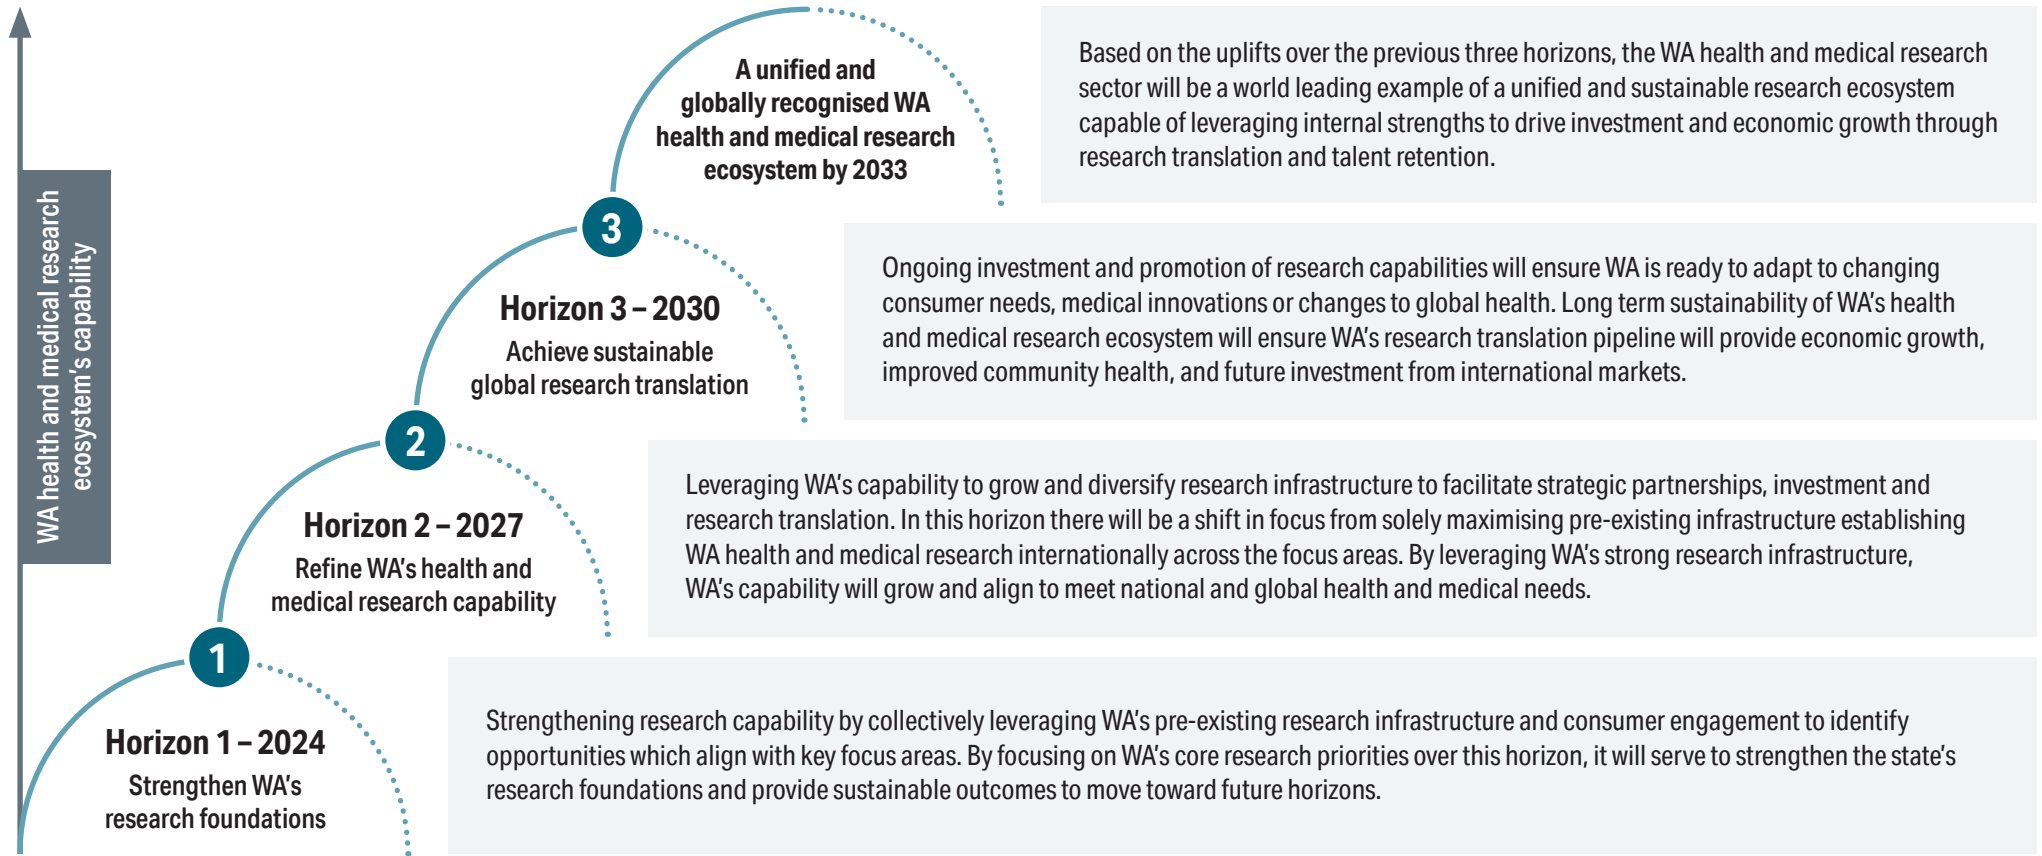 WA health and medical research
ecosystem's capability
A unified and
globally recognised WA
health and medical research
ecosystem by 2033
Based on the uplifts over the previous three horizons, the WA health and medical research
sector will be a world leading example of a unified and sustainable research ecosystem
capable of leveraging internal strengths to drive investment and economic growth through
research translation and talent retention.
3
Horizon 3 – 2030
Achieve sustainable
global research translation
Ongoing investment and promotion of research capabilities will ensure WA is ready to adapt to changing
consumer needs, medical innovations or changes to global health. Long term sustainability of WA's health
and medical research ecosystem will ensure WA's research translation pipeline will provide economic growth,
improved community health, and future investment from international markets.
2
Horizon 2 – 2027
Refine WA's health and
medical research capability
Leveraging WA's capability to grow and diversify research infrastructure to facilitate strategic partnerships, investment and
research translation. In this horizon there will be a shift in focus from solely maximising pre-existing infrastructure establishing
WA health and medical research internationally across the focus areas. By leveraging WA's strong research infrastructure,
WA's capability will grow and align to meet national and global health and medical needs.
1
Horizon 1 – 2024
Strengthen WA's
research foundations
Strengthening research capability by collectively leveraging WA's pre-existing research infrastructure and consumer engagement to identify
opportunities which align with key focus areas. By focusing on WA's core research priorities over this horizon, it will serve to strengthen the state's
research foundations and provide sustainable outcomes to move toward future horizons.